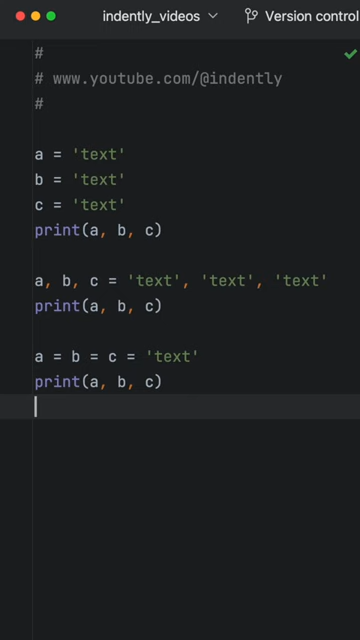 indently_videos Version control
#
# www.youtube.com/@indently
#
a = 'text'
b = 'text'
c = 'text'
print(a, b, c)
a, b, c = 'text', 'text', 'text'
print(a, b, c)
a = b = c = 'text'
print(a, b, c)